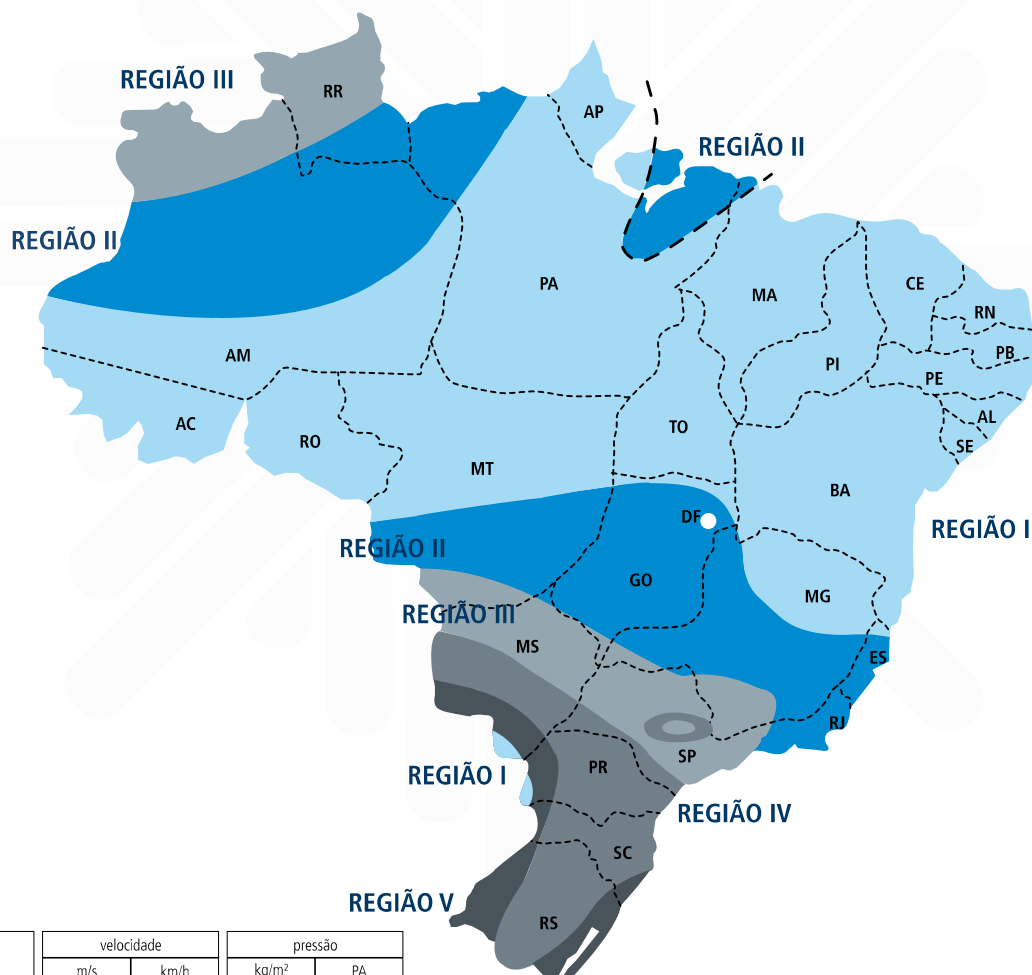 REGIÃO III
RR
AP
REGIÃO II
REGIÃO II
PA
MA
CE
RN
AM
PI
PB
PE
AC
RO
TO
AL
SE
MT
BA
DF
REGIÃO I
REGIÃO II
GO
MG
REGIÃO III
MS
ES
RJ
SP
REGIÃO I
PR
REGIÃO IV
SC
REGIÃO V
RS
velocidade pressão
m/s km/h kg/m² PA